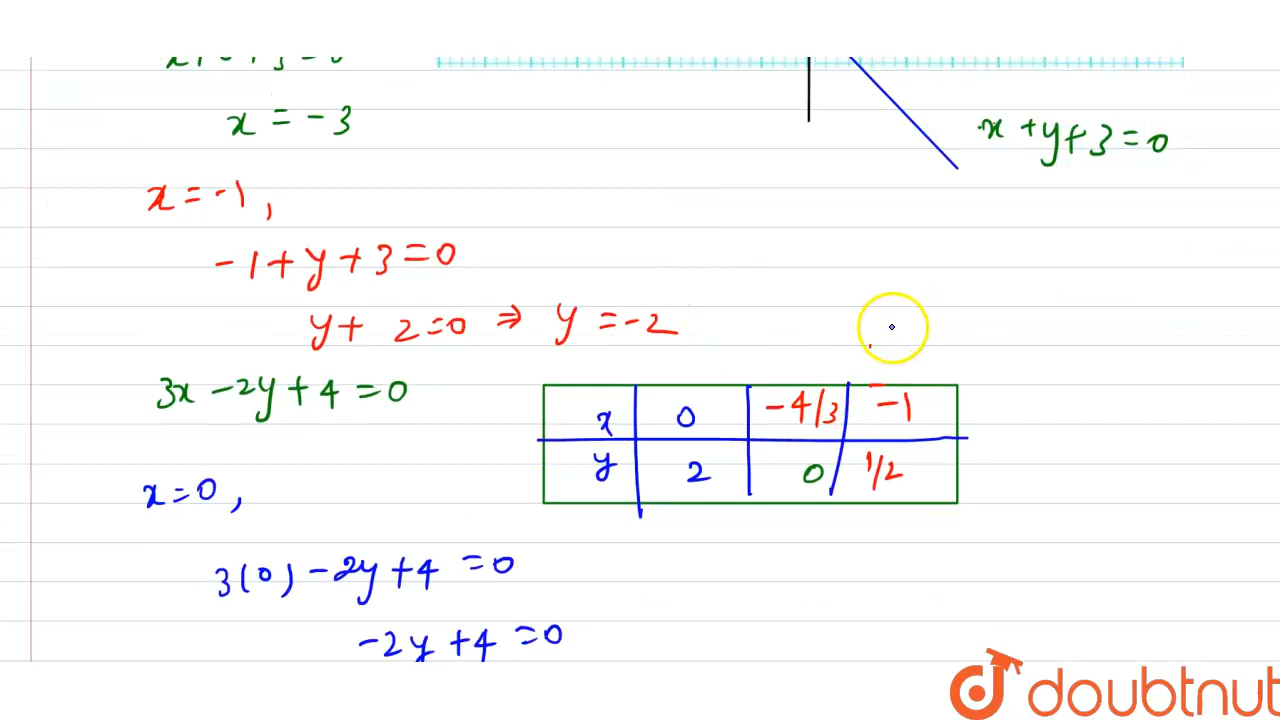 x = -3
x + y + 3 = 0
x = -1,
-1 + y + 3 = 0
y + 2 = 0 ⇒ y = -2
3x - 2y + 4 = 0
x 0 -4/3 -1
y 2 0 1/2
x = 0,
3(0) - 2y + 4 = 0
-2y + 4 = 0
doubtnut